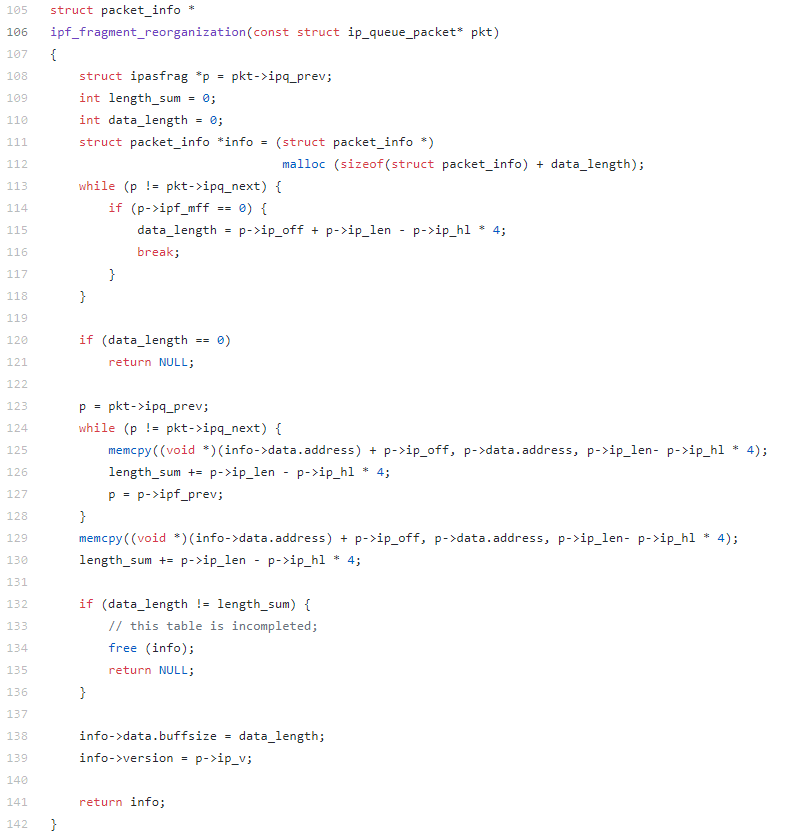 105 struct packet_info *
106 ipf_fragment_reorganization(const struct ip_queue_packet* pkt)
107 {
108     struct ipasfrag *p = pkt->ipq_prev;
109     int length_sum = 0;
110     int data_length = 0;
111     struct packet_info *info = (struct packet_info *)
112                                 malloc (sizeof(struct packet_info) + data_length);
113     while (p != pkt->ipq_next) {
114         if (p->ipf_mff == 0) {
115             data_length = p->ip_off + p->ip_len - p->ip_hl * 4;
116             break;
117         }
118     }
119
120     if (data_length == 0)
121         return NULL;
122
123     p = pkt->ipq_prev;
124     while (p != pkt->ipq_next) {
125         memcpy((void *)(info->data.address) + p->ip_off, p->data.address, p->ip_len- p->ip_hl * 4);
126         length_sum += p->ip_len - p->ip_hl * 4;
127         p = p->ipf_prev;
128     }
129     memcpy((void *)(info->data.address) + p->ip_off, p->data.address, p->ip_len- p->ip_hl * 4);
130     length_sum += p->ip_len - p->ip_hl * 4;
131
132     if (data_length != length_sum) {
133         // this table is incompleted;
134         free (info);
135         return NULL;
136     }
137
138     info->data.buffsize = data_length;
139     info->version = p->ip_v;
140
141     return info;
142 }